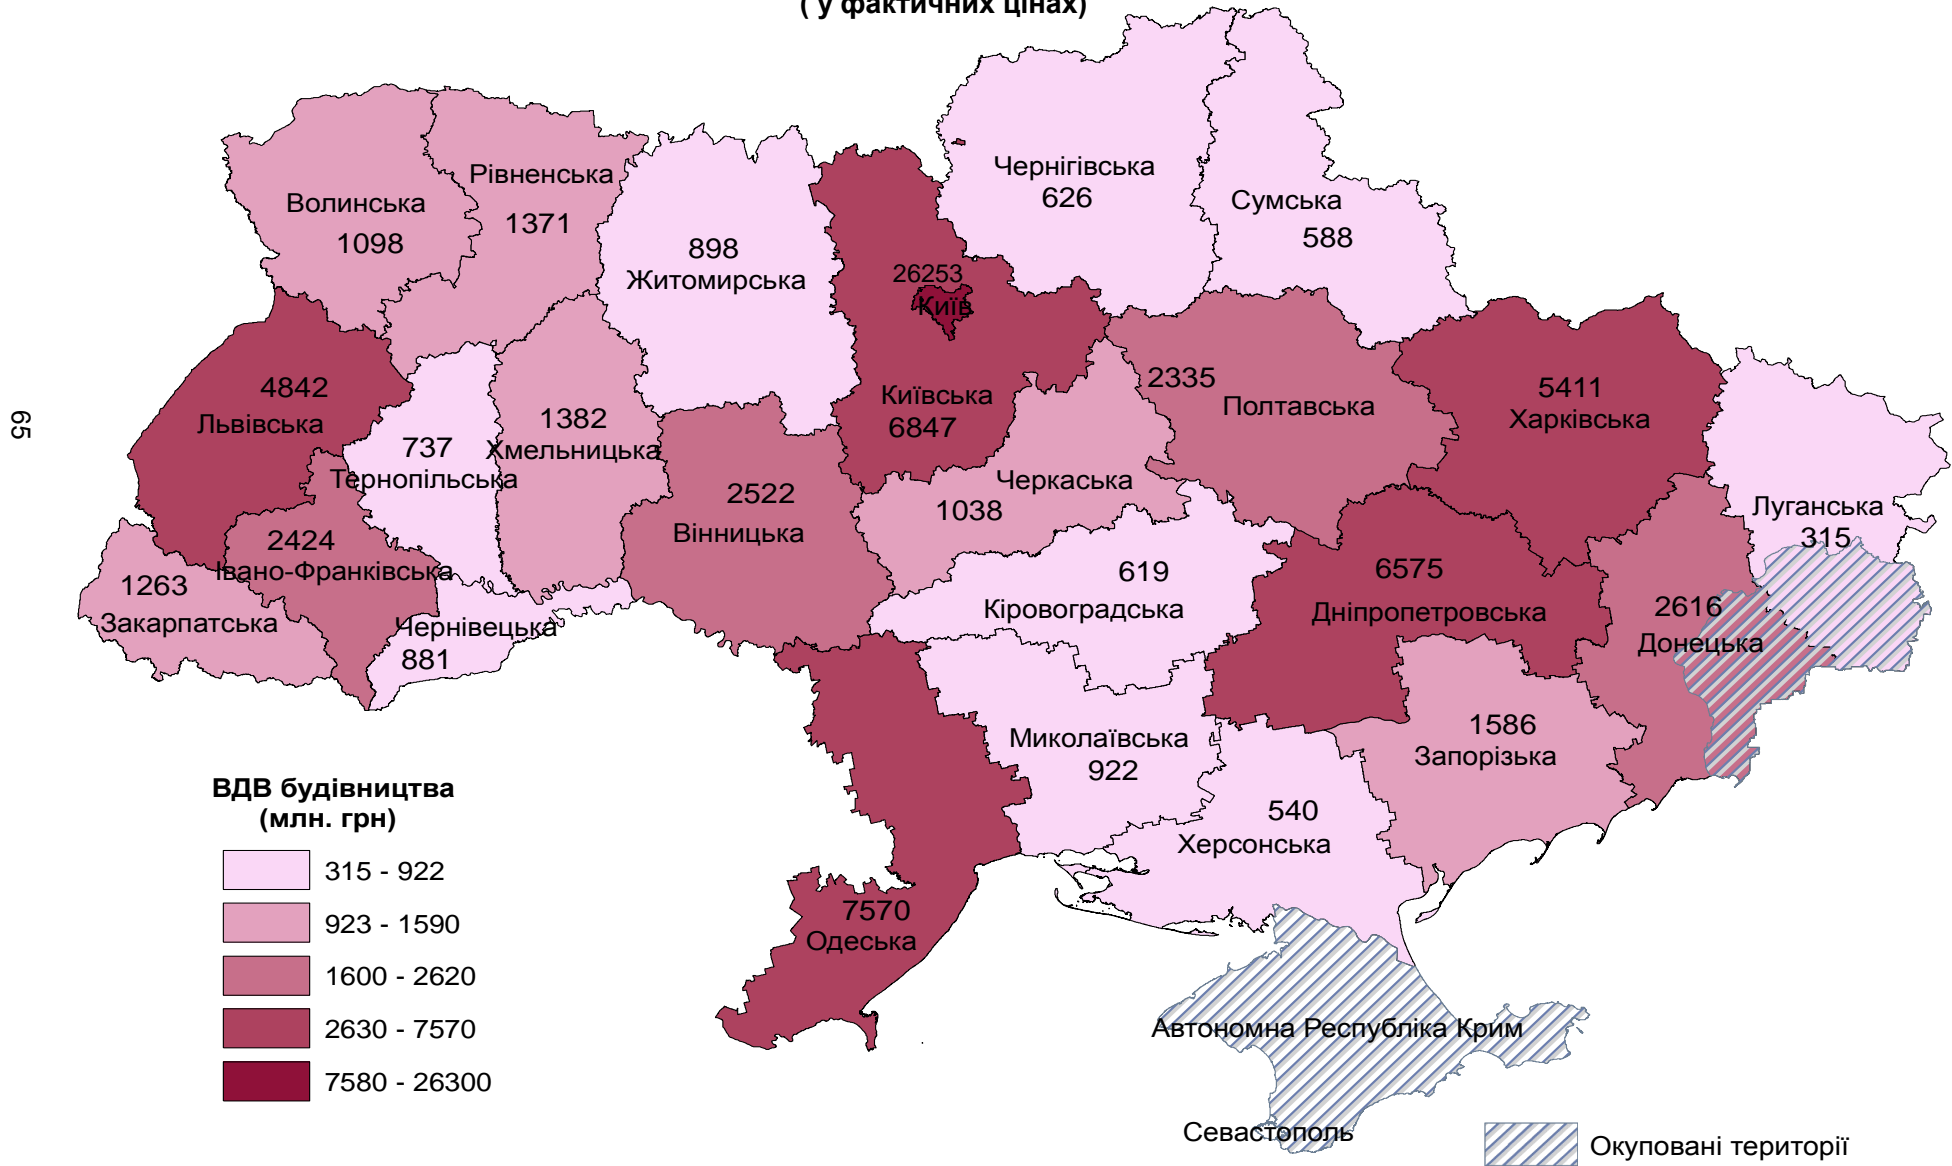 ( у фактичних цінах)
Чернігівська
626
Сумська
588
Рівненська
1371
Волинська
1098
898
Житомирська
26253
Київ
4842
Львівська
1382
Хмельницька
737
Тернопільська
Київська
6847
2335
Полтавська
5411
Харківська
65
2522
Вінницька
Черкаська
1038
Луганська
315
2424
Івано-Франківська
1263
Закарпатська
Чернівецька
881
619
Кіровоградська
6575
Дніпропетровська
2616
Донецька
Миколаївська
922
1586
Запорізька
540
Херсонська
7570
Одеська
Автономна Республіка Крим
Севастополь
ВДВ будівництва
(млн. грн)
315 - 922
923 - 1590
1600 - 2620
2630 - 7570
7580 - 26300
Окуповані території